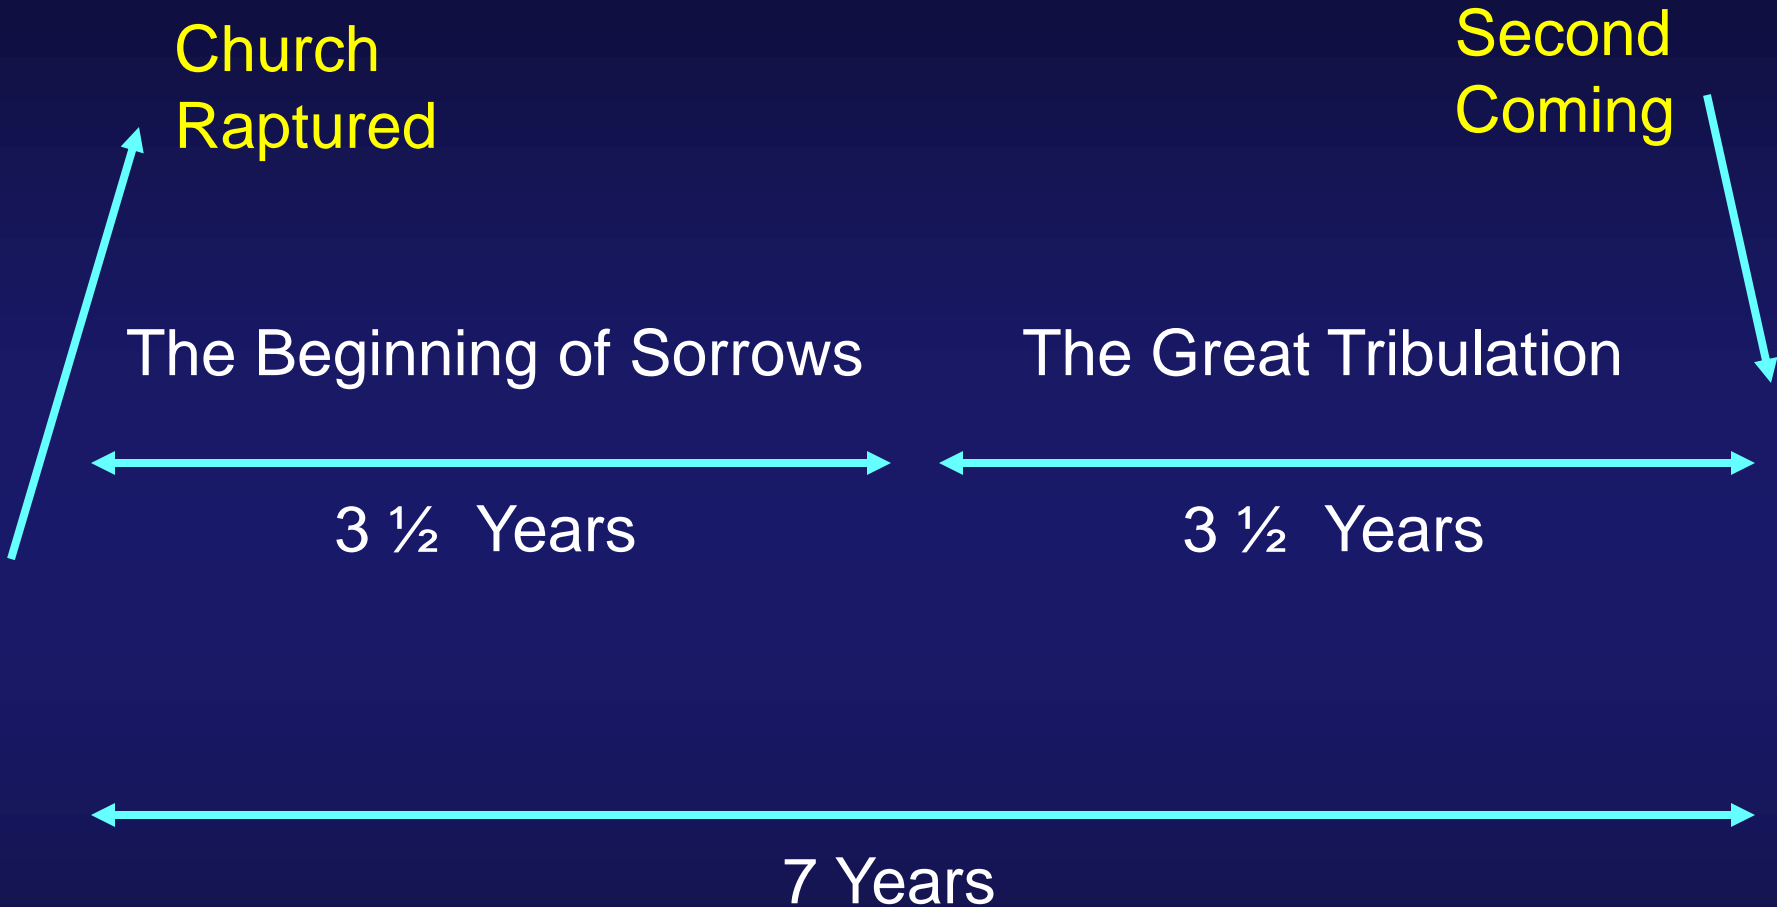 Church
Raptured
Second
Coming
The Beginning of Sorrows
The Great Tribulation
3 ½ Years
3 ½ Years
7 Years